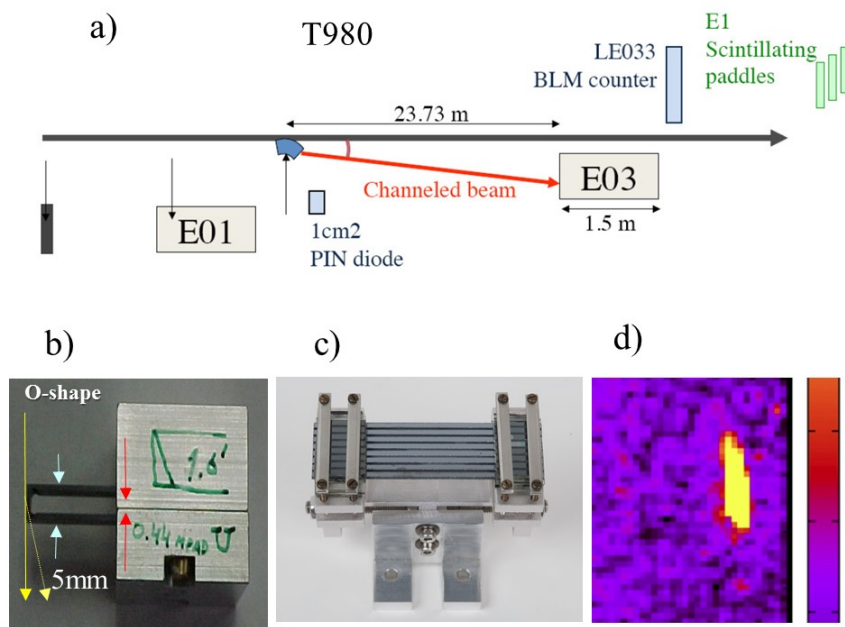 a)
T980
E1
Scintillating
paddles
LE033
BLM counter
23.73 m
E01
Channeled beam
E03
1cm2
PIN diode
1.5 m
b)
c)
d)
O-shape
1.6'
0.44 MRAD
5mm